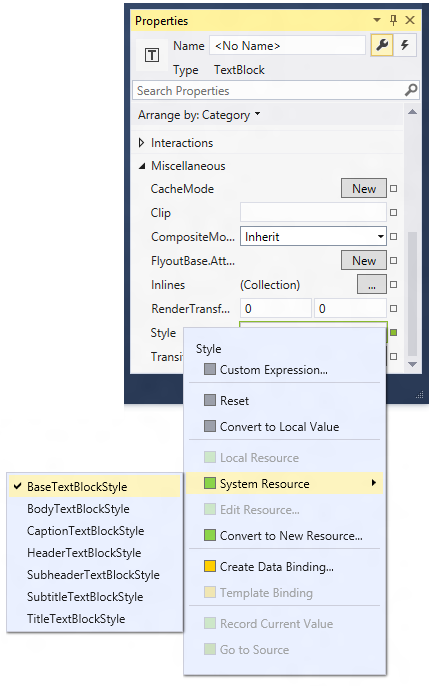 Properties
Name <No Name>
Type TextBlock
Search Properties
Arrange by: Category
Interactions
Miscellaneous
CacheMode New
Clip
CompositeMo... Inherit
FlyoutBase.Att... New
Inlines (Collection) ...
RenderTransf... 0 0
Style
Transi
Style
Custom Expression...
Reset
Convert to Local Value
Local Resource
System Resource
Edit Resource...
Convert to New Resource...
Create Data Binding...
Template Binding
Record Current Value
Go to Source
BaseTextBlockStyle
BodyTextBlockStyle
CaptionTextBlockStyle
HeaderTextBlockStyle
SubheaderTextBlockStyle
SubtitleTextBlockStyle
TitleTextBlockStyle